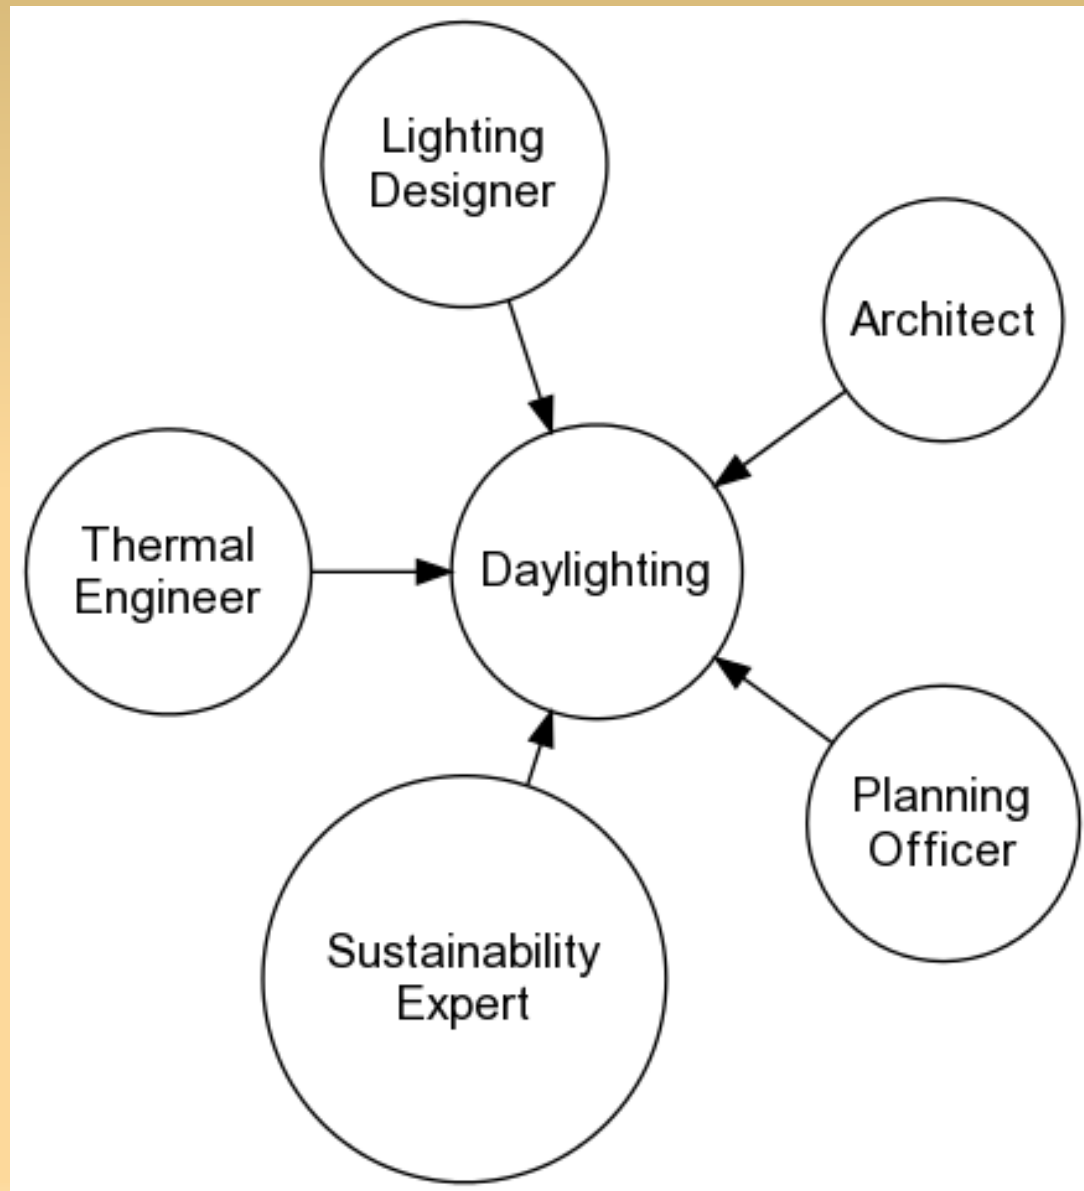 Lighting
Designer
Architect
Thermal
Engineer
Daylighting
Planning
Officer
Sustainability
Expert